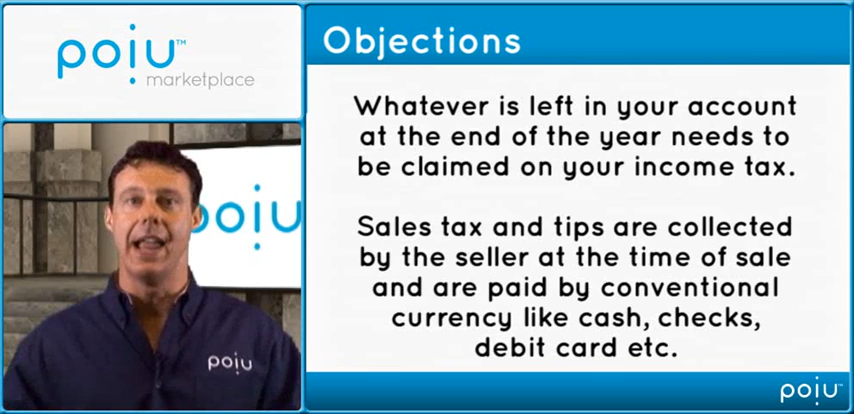 poiu™
marketplace
Objections
Whatever is left in your account
at the end of the year needs to
be claimed on your income tax.
Sales tax and tips are collected
by the seller at the time of sale
and are paid by conventional
currency like cash, checks,
debit card etc.
poiu
poiu
poiu™